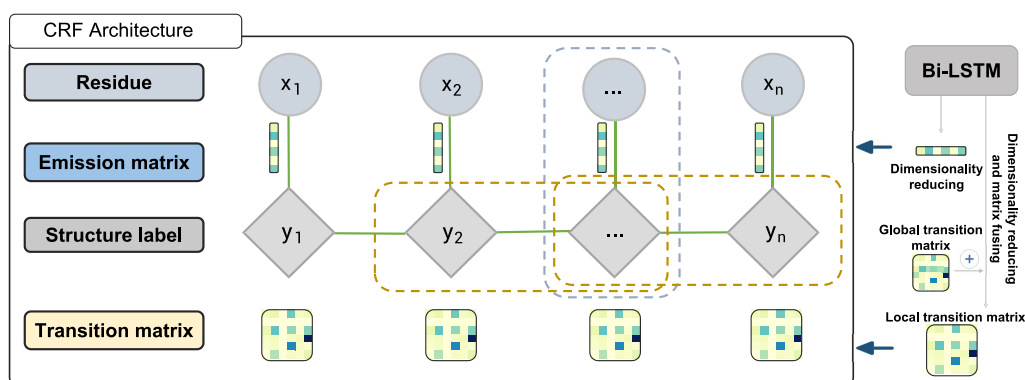 CRF Architecture
Residue
x1
x2
...
xn
Bi-LSTM
Emission matrix
Dimensionality
reducing
Dimensionality reducing
and matrix fusing
Structure label
y1
y2
...
yn
Global transition
matrix
+
Transition matrix
Local transition matrix